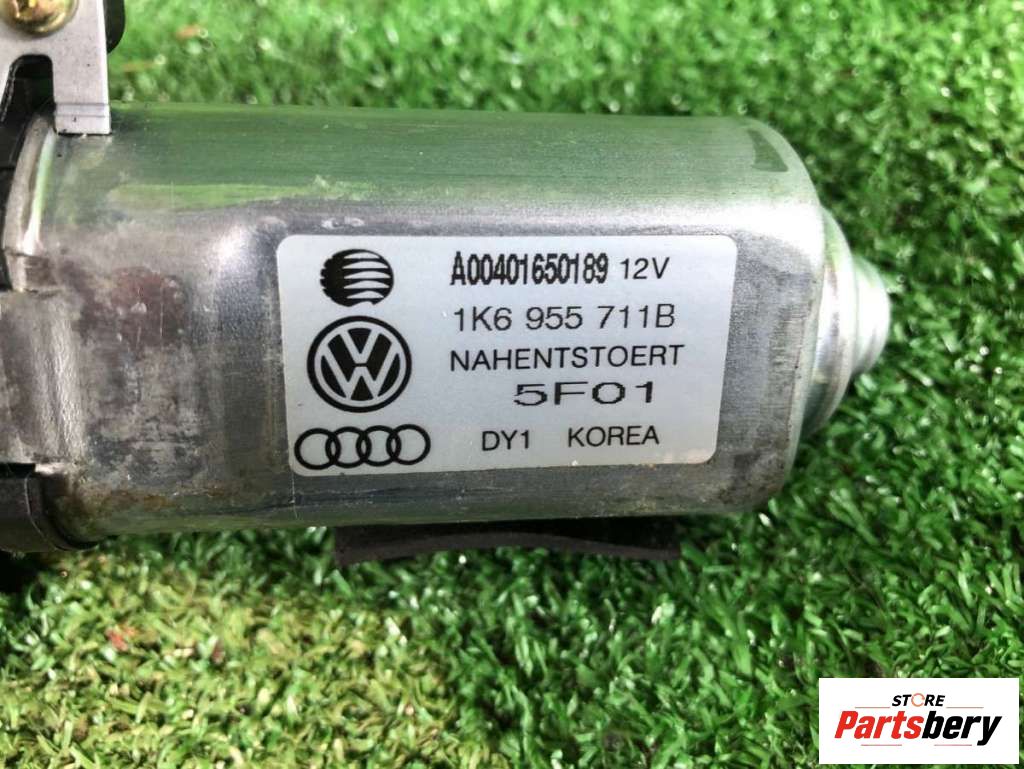 A00401650189 12V
1K6 955 711B
NAHENTSTOERT
5F01
DY1 KOREA
STORE
Partsbery